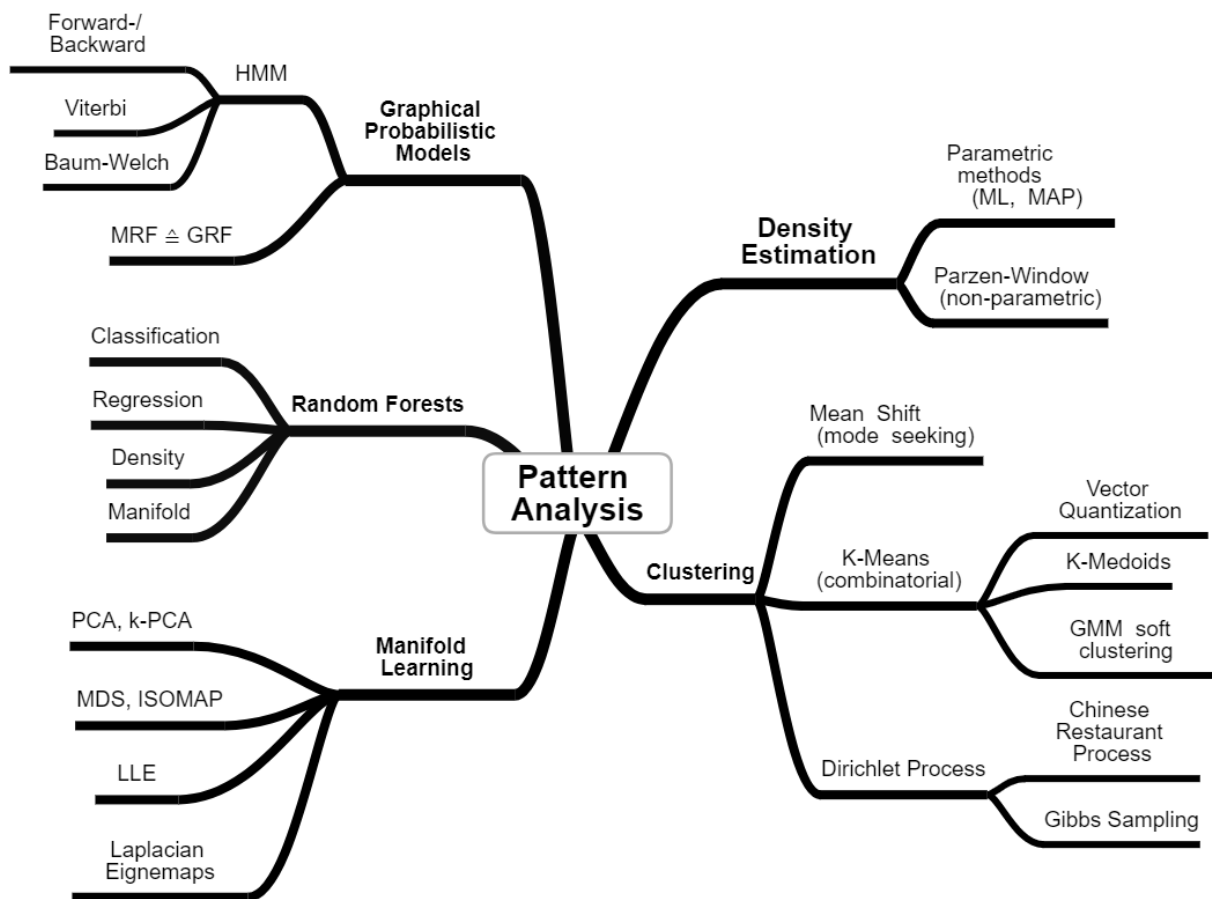 Forward-/
Backward
HMM
Viterbi
Baum-Welch
Graphical
Probabilistic
Models
MRF ≙ GRF
Classification
Regression
Random Forests
Density
Manifold
PCA, k-PCA
Manifold
Learning
MDS, ISOMAP
LLE
Laplacian
Eignemaps
Pattern
Analysis
Density
Estimation
Parametric
methods
(ML, MAP)
Parzen-Window
(non-parametric)
Clustering
Mean Shift
(mode seeking)
K-Means
(combinatorial)
Vector
Quantization
K-Medoids
GMM soft
clustering
Dirichlet Process
Chinese
Restaurant
Process
Gibbs Sampling